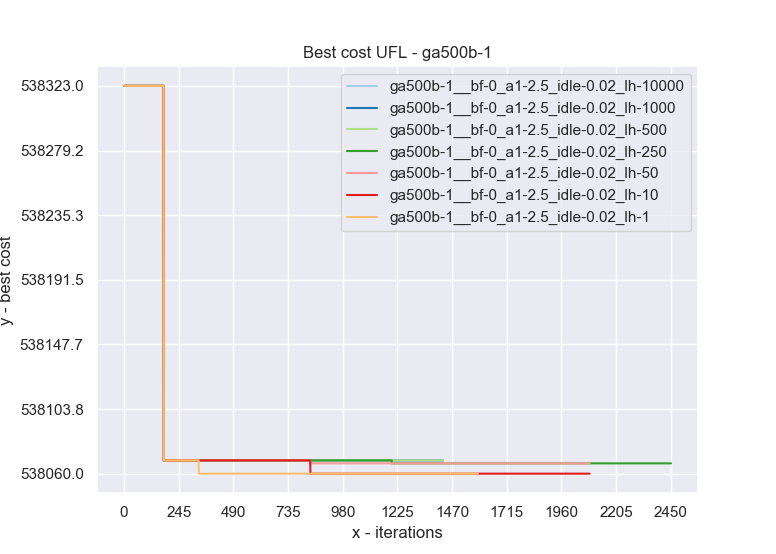 Best cost UFL - ga500b-1
538323.0
538279.2
538235.3
538191.5
538147.7
538103.8
538060.0
y - best cost
ga500b-1__bf-0_a1-2.5_idle-0.02_lh-10000
ga500b-1__bf-0_a1-2.5_idle-0.02_lh-1000
ga500b-1__bf-0_a1-2.5_idle-0.02_lh-500
ga500b-1__bf-0_a1-2.5_idle-0.02_lh-250
ga500b-1__bf-0_a1-2.5_idle-0.02_lh-50
ga500b-1__bf-0_a1-2.5_idle-0.02_lh-10
ga500b-1__bf-0_a1-2.5_idle-0.02_lh-1
0 245 490 735 980 1225 1470 1715 1960 2205 2450
x - iterations